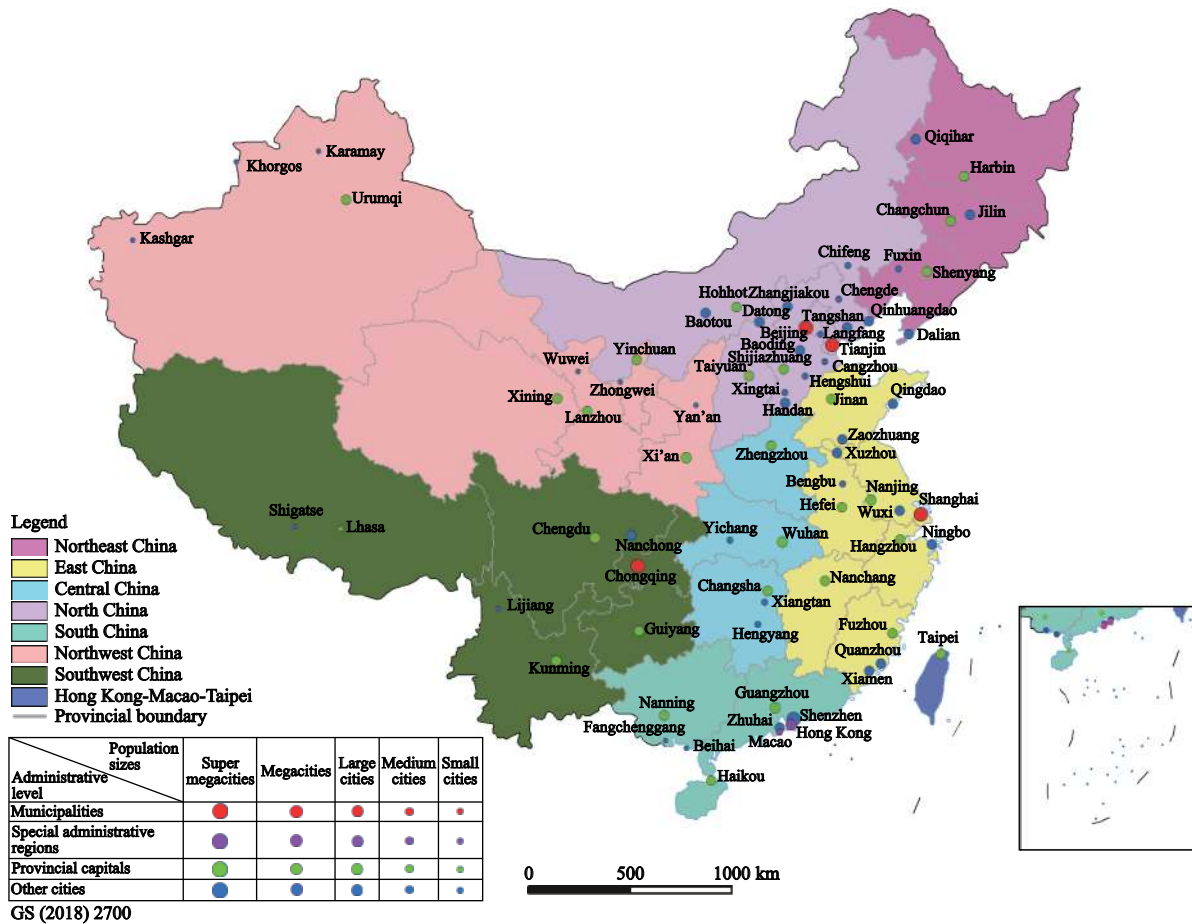 Qiqihar
Harbin
Karamay
Khorgos
Urumqi
Changchun
Jilin
Kashgar
Chifeng
Fuxin
Shenyang
Hohhot
Zhangjiakou
Chengde
Datong
Tangshan
Qinhuangdao
Baotou
Beijing
Langfang
Dalian
Baoding
Tianjin
Yinchuan
Shijiazhuang
Wuwei
Taiyuan
Cangzhou
Zhongwei
Xingtai
Hengshui
Qingdao
Xining
Lanzhou
Yan'an
Handan
Jinan
Zaozhuang
Zhengzhou
Xuzhou
Xi'an
Bengbu
Nanjing
Shanghai
Hefei
Wuxi
Shigatse
Lhasa
Chengdu
Yichang
Wuhan
Ningbo
Nanchong
Hangzhou
Chongqing
Changsha
Nanchang
Lijiang
Xiangtan
Guiyang
Hengyang
Fuzhou
Taipei
Kunming
Quanzhou
Xiamen
Nanning
Guangzhou
Fangchenggang
Zhuhai
Shenzhen
Hong Kong
Beihai
Macao
Haikou
Legend
Northeast China
East China
Central China
North China
South China
Northwest China
Southwest China
Hong Kong-Macao-Taipei
Provincial boundary
Population
sizes
Administrative
level
Super
megacities
Megacities
Large
cities
Medium
cities
Small
cities
Municipalities
Special administrative
regions
Provincial capitals
Other cities
0 500 1000 km
GS (2018) 2700